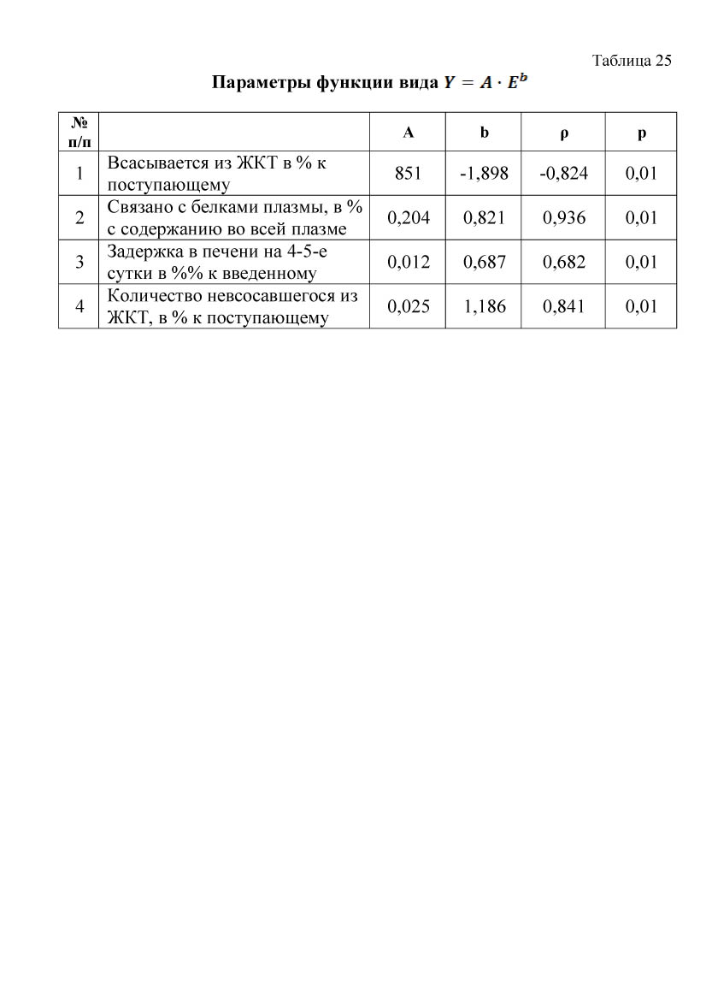 Таблица 25
Параметры функции вида Y = A · E^b
№ п/п A b ρ p
1 Всасывается из ЖКТ в % к поступающему 851 -1,898 -0,824 0,01
2 Связано с белками плазмы, в % с содержанию во всей плазме 0,204 0,821 0,936 0,01
3 Задержка в печени на 4-5-е сутки в %% к введенному 0,012 0,687 0,682 0,01
4 Количество невсосавшегося из ЖКТ, в % к поступающему 0,025 1,186 0,841 0,01